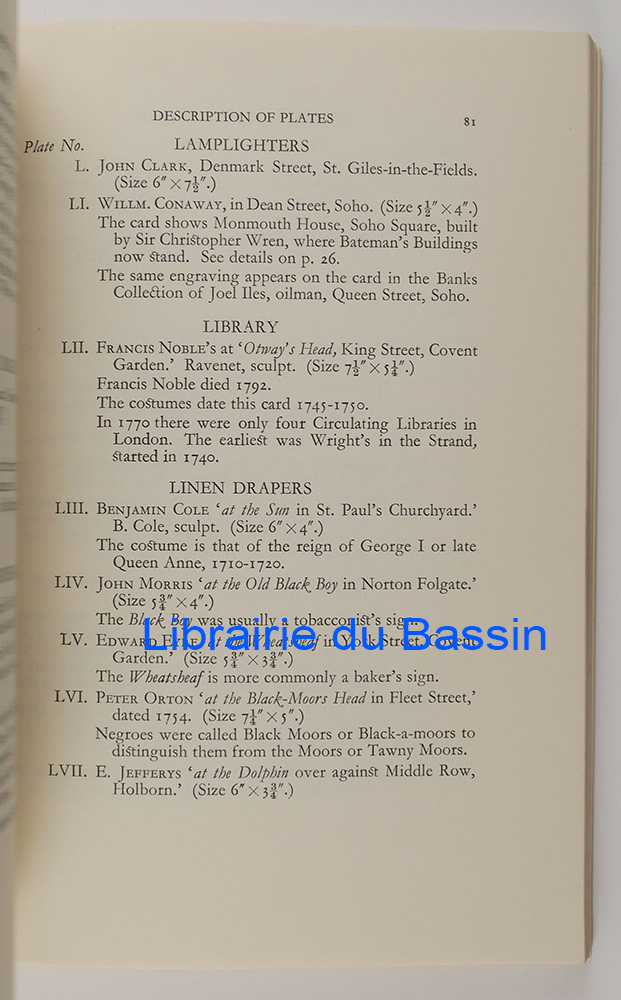 DESCRIPTION OF PLATES 81
Plate No. LAMPLIGHTERS
L. John Clark, Denmark Street, St. Giles-in-the-Fields.
(Size 6″ × 7½″.)
LI. Willm. Conaway, in Dean Street, Soho. (Size 5½″ × 4″.)
The card shows Monmouth House, Soho Square, built
by Sir Christopher Wren, where Bateman's Buildings
now stand. See details on p. 26.
The same engraving appears on the card in the Banks
Collection of Joel Iles, oilman, Queen Street, Soho.
LIBRARY
LII. Francis Noble's at ‘Otway's Head, King Street, Covent
Garden.’ Ravenet, sculpt. (Size 7½″ × 5¼″.)
Francis Noble died 1792.
The costumes date this card 1745-1750.
In 1770 there were only four Circulating Libraries in
London. The earliest was Wright's in the Strand,
started in 1740.
LINEN DRAPERS
LIII. Benjamin Cole ‘at the Sun in St. Paul's Churchyard.’
B. Cole, sculpt. (Size 6″ × 4″.)
The costume is that of the reign of George I or late
Queen Anne, 1710-1720.
LIV. John Morris ‘at the Old Black Boy in Norton Folgate.’
(Size 5¾″ × 4″.)
The Black Boy was usually a tobacconist's sign.
Librairie du Bassin
LV. Edward ‘at the Wheatsheaf in York Street, Covent
Garden.’ (Size 5¾″ × 3¾″.)
The Wheatsheaf is more commonly a baker's sign.
LVI. Peter Orton ‘at the Black-Moors Head in Fleet Street,’
dated 1754. (Size 7¼″ × 5″.)
Negroes were called Black Moors or Black-a-moors to
distinguish them from the Moors or Tawny Moors.
LVII. E. Jefferys ‘at the Dolphin over against Middle Row,
Holborn.’ (Size 6″ × 3¾″.)